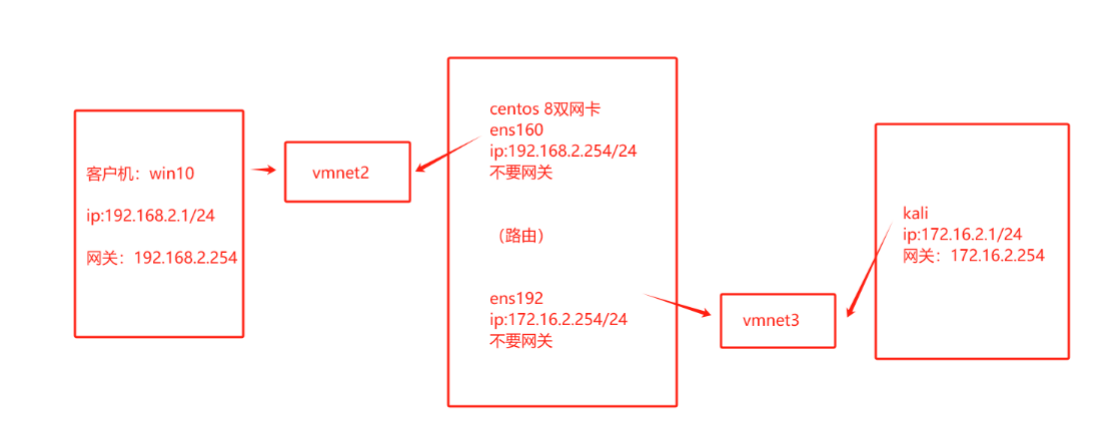 客户机：win10
ip:192.168.2.1/24
网关：192.168.2.254
vmnet2
centos 8双网卡
ens160
ip:192.168.2.254/24
不要网关
（路由）
ens192
ip:172.16.2.254/24
不要网关
vmnet3
kali
ip:172.16.2.1/24
网关：172.16.2.254